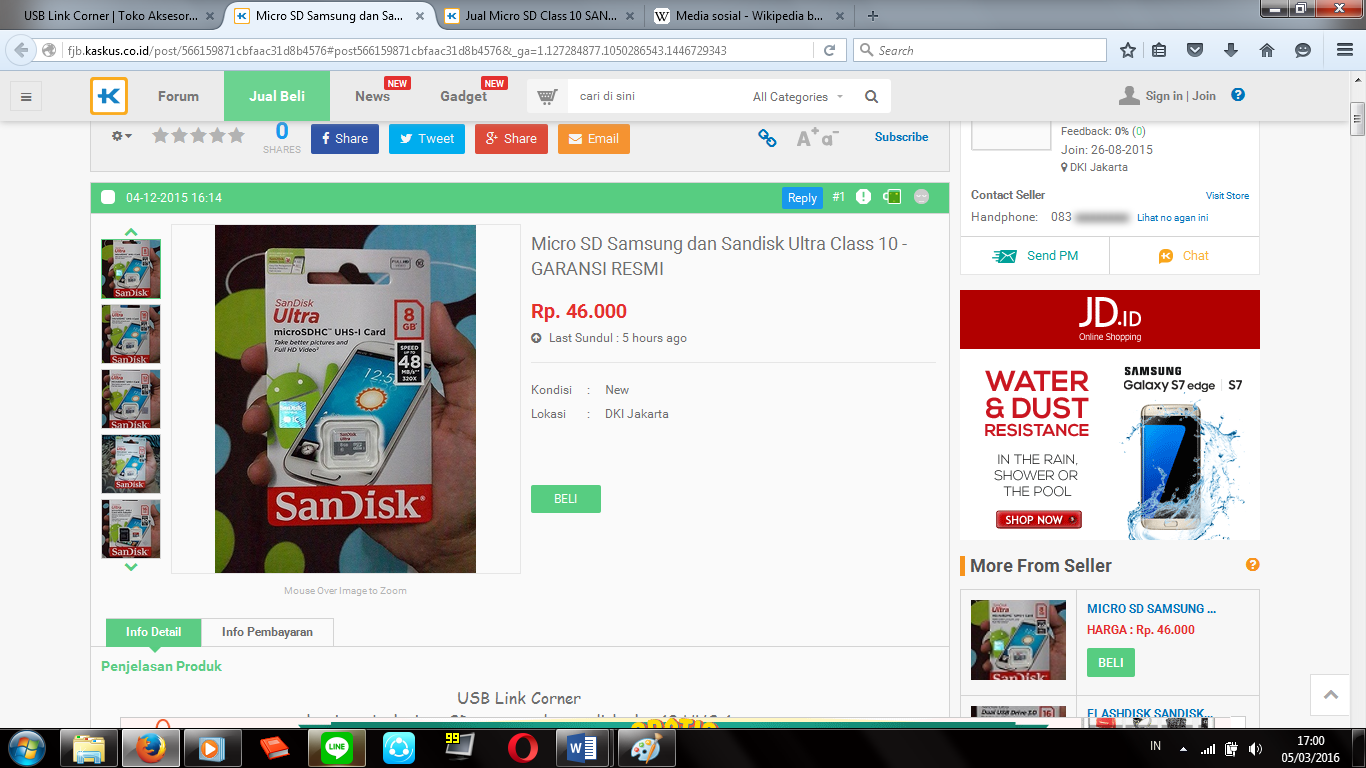 USB Link Corner | Toko Aksesor...
Micro SD Samsung dan Sa...
Jual Micro SD Class 10 SAN...
W Media sosial - Wikipedia b...
fjb.kaskus.co.id/post/566159871cbfaac31d8b4576#post566159871cbfaac31d8b4576&_ga=1.127284877.1050286543.1446729343
Search
Forum
Jual Beli
News
NEW
Gadget
NEW
cari di sini
All Categories
Sign in | Join
0
SHARES
Share
Tweet
Share
Email
A+ a-
Subscribe
Feedback: 0% (0)
Join: 26-08-2015
DKI Jakarta
Contact Seller
Visit Store
Handphone: 083
Lihat no agan ini
Send PM
Chat
04-12-2015 16:14
Reply
#1
SanDisk
Ultra
microSDHC™ UHS-I Card
Take better pictures and
Full HD Video
8
GB
SPEED
UP TO
48
MB/s
320X
SanDisk
Mouse Over Image to Zoom
Micro SD Samsung dan Sandisk Ultra Class 10 -
GARANSI RESMI
Rp. 46.000
Last Sundul : 5 hours ago
Kondisi : New
Lokasi : DKI Jakarta
BELI
JD.ID
Online Shopping
WATER
& DUST
RESISTANCE
IN THE RAIN,
SHOWER OR
THE POOL
SHOP NOW
SAMSUNG
Galaxy S7 edge | S7
More From Seller
MICRO SD SAMSUNG ...
HARGA : Rp. 46.000
BELI
FLASHDISK SANDISK...
Info Detail
Info Pembayaran
Penjelasan Produk
USB Link Corner
GRATIS
99
IN
17:00
05/03/2016